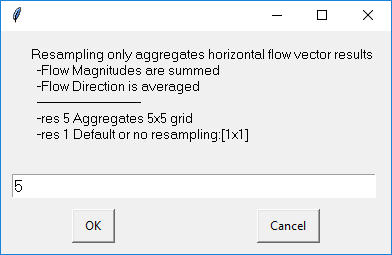 Resampling only aggregates horizontal flow vector results
-Flow Magnitudes are summed
-Flow Direction is averaged
--------------------------
-res 5 Aggregates 5x5 grid
-res 1 Default or no resampling:[1x1]
5
OK
Cancel